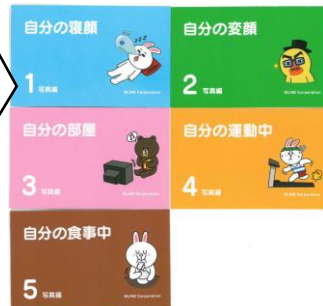 自分の寝顔
1 写真編
©LINE Corporation
自分の変顔
2 写真編
©LINE Corporation
自分の部屋
3 写真編
©LINE Corporation
自分の運動中
4 写真編
©LINE Corporation
自分の食事中
5 写真編
©LINE Corporation